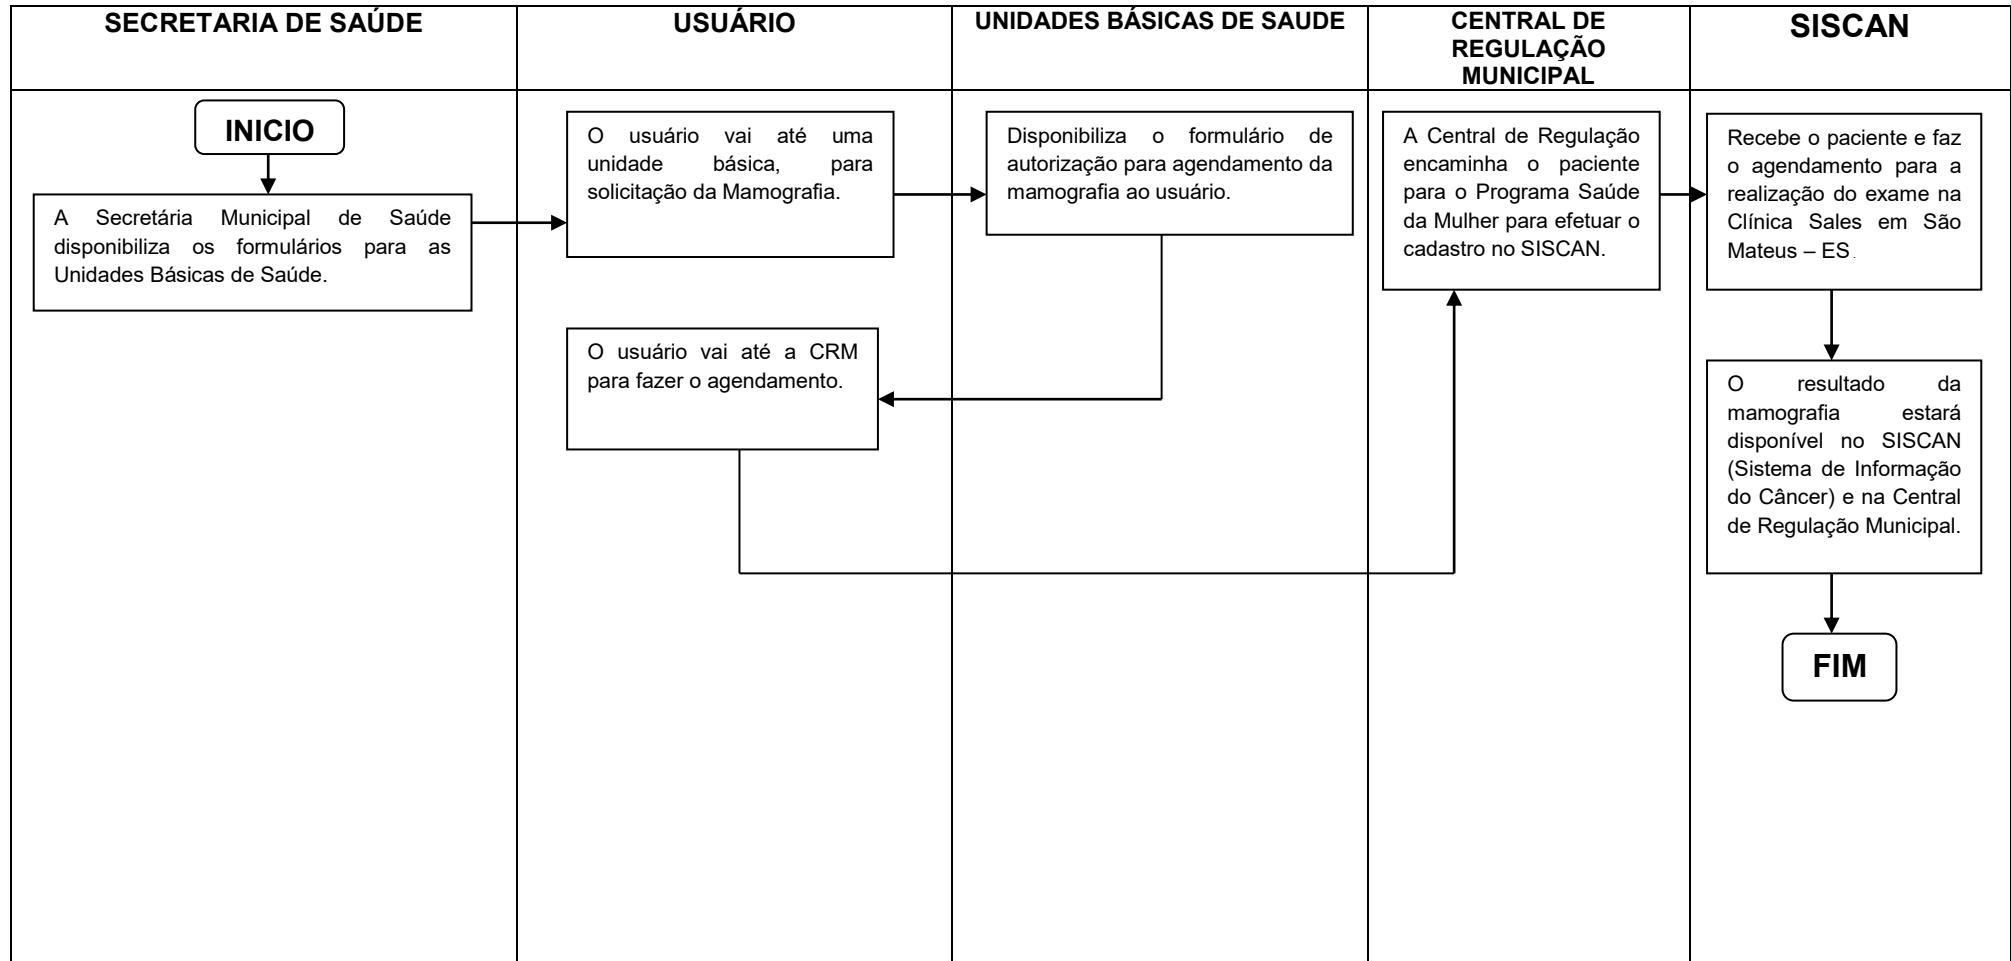 SECRETARIA DE SAÚDE
USUÁRIO
UNIDADES BÁSICAS DE SAUDE
CENTRAL DE
REGULAÇÃO
MUNICIPAL
SISCAN
INICIO
A Secretária Municipal de Saúde
disponibiliza os formulários para as
Unidades Básicas de Saúde.
O usuário vai até uma
unidade básica, para
solicitação da Mamografia.
Disponibiliza o formulário de
autorização para agendamento da
mamografia ao usuário.
O usuário vai até a CRM
para fazer o agendamento.
A Central de Regulação
encaminha o paciente
para o Programa Saúde
da Mulher para efetuar o
cadastro no SISCAN.
Recebe o paciente e faz
o agendamento para a
realização do exame na
Clínica Sales em São
Mateus – ES.
O resultado da
mamografia estará
disponível no SISCAN
(Sistema de Informação
do Câncer) e na Central
de Regulação Municipal.
FIM